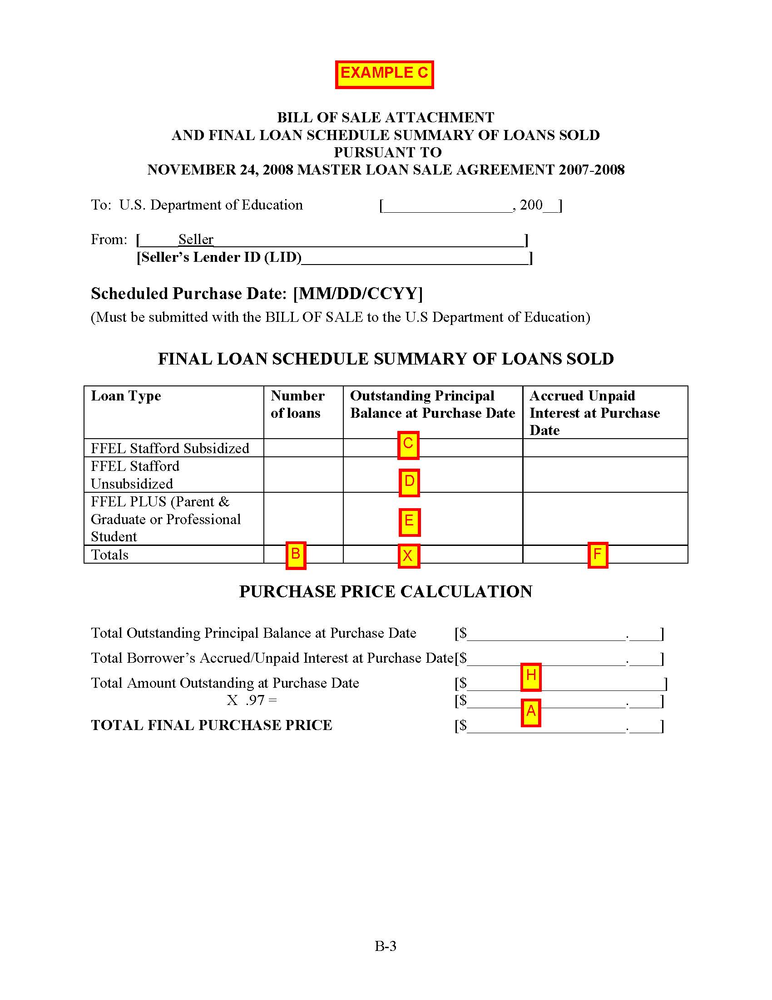 EXAMPLE C
BILL OF SALE ATTACHMENT
AND FINAL LOAN SCHEDULE SUMMARY OF LOANS SOLD
PURSUANT TO
NOVEMBER 24, 2008 MASTER LOAN SALE AGREEMENT 2007-2008
To: U.S. Department of Education [_________________, 200__]
From: [_____Seller_________________________________________]
[Seller’s Lender ID (LID)______________________________]
Scheduled Purchase Date: [MM/DD/CCYY]
(Must be submitted with the BILL OF SALE to the U.S Department of Education)
FINAL LOAN SCHEDULE SUMMARY OF LOANS SOLD
Loan Type Number Outstanding Principal Accrued Unpaid
of loans Balance at Purchase Date Interest at Purchase
Date
FFEL Stafford Subsidized C
FFEL Stafford
Unsubsidized D
FFEL PLUS (Parent &
Graduate or Professional E
Student
Totals B X F
PURCHASE PRICE CALCULATION
Total Outstanding Principal Balance at Purchase Date [$_____________________.____]
Total Borrower’s Accrued/Unpaid Interest at Purchase Date[$_____________________.____]
Total Amount Outstanding at Purchase Date [$_______H_________________]
X .97 = [$_____________________.____]
A
TOTAL FINAL PURCHASE PRICE [$_____________________.____]
B-3